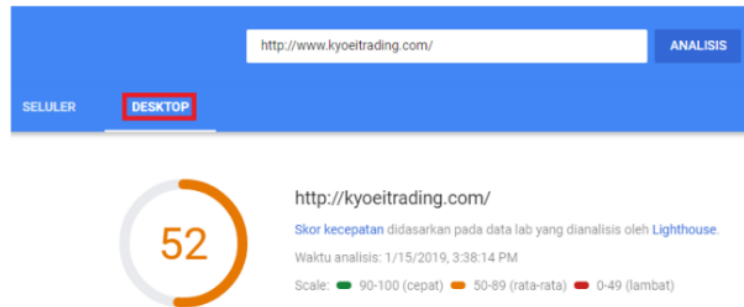 http://www.kyoeitrading.com/ ANALISIS
SELULER DESKTOP
52
http://kyoeitrading.com/
Skor kecepatan didasarkan pada data lab yang dianalisis oleh Lighthouse.
Waktu analisis: 1/15/2019, 3:38:14 PM
Scale: 90-100 (cepat) 50-89 (rata-rata) 0-49 (lambat)